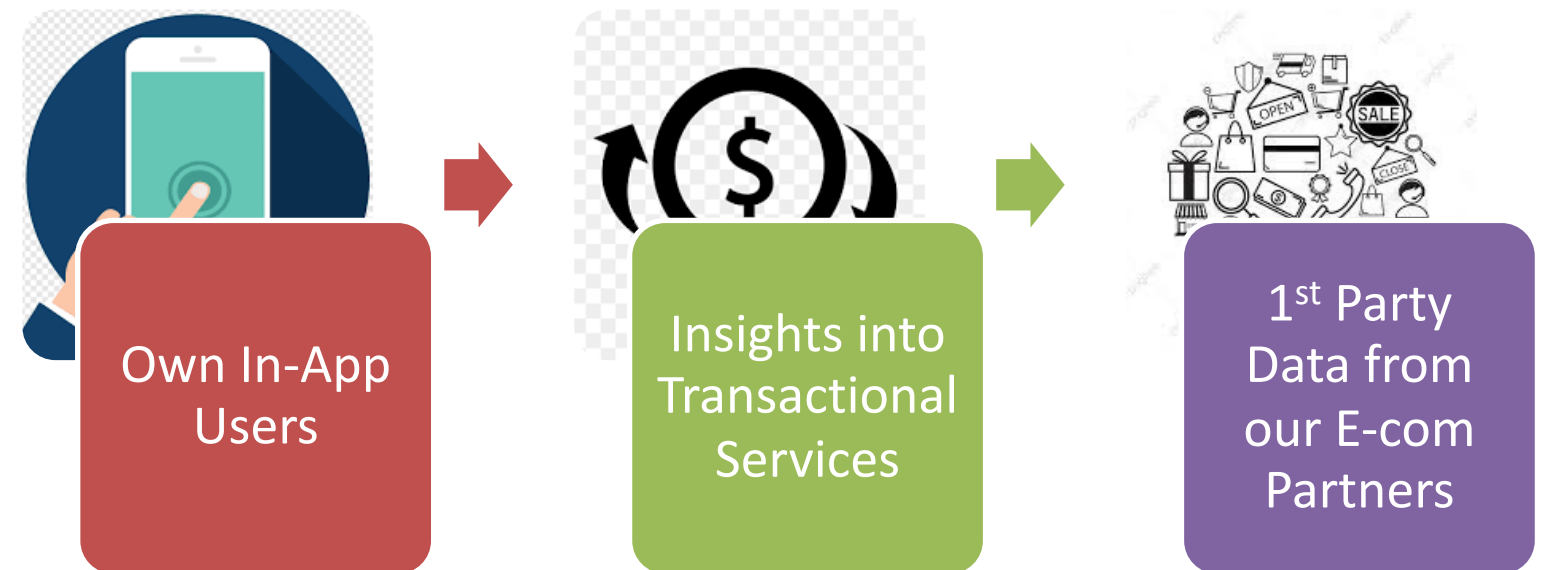 OPEN
SALE
CLOSE
$
$
Own In-App
Users
Insights into
Transactional
Services
1st Party
Data from
our E-com
Partners